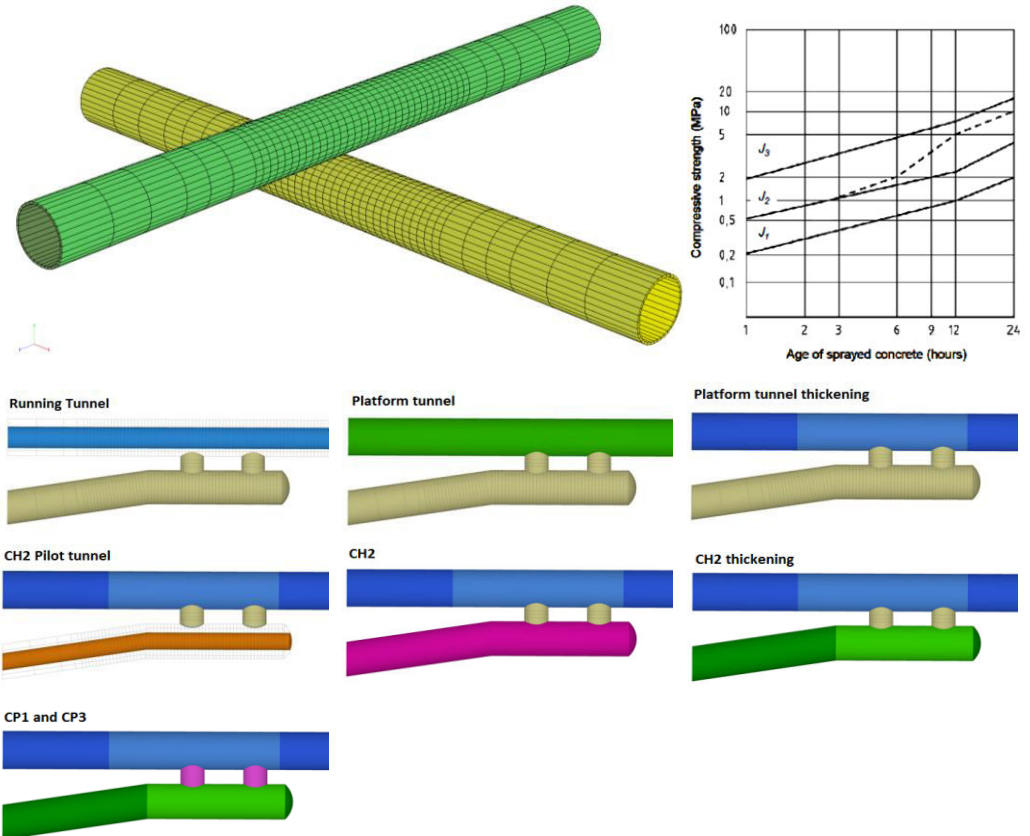 100
20
10
5
2
1
0,5
0,2
0,1
Compressive strength (MPa)
J3
J2
J1
1 2 3 6 9 12 24
Age of sprayed concrete (hours)
Running Tunnel
Platform tunnel
Platform tunnel thickening
CH2 Pilot tunnel
CH2
CH2 thickening
CP1 and CP3